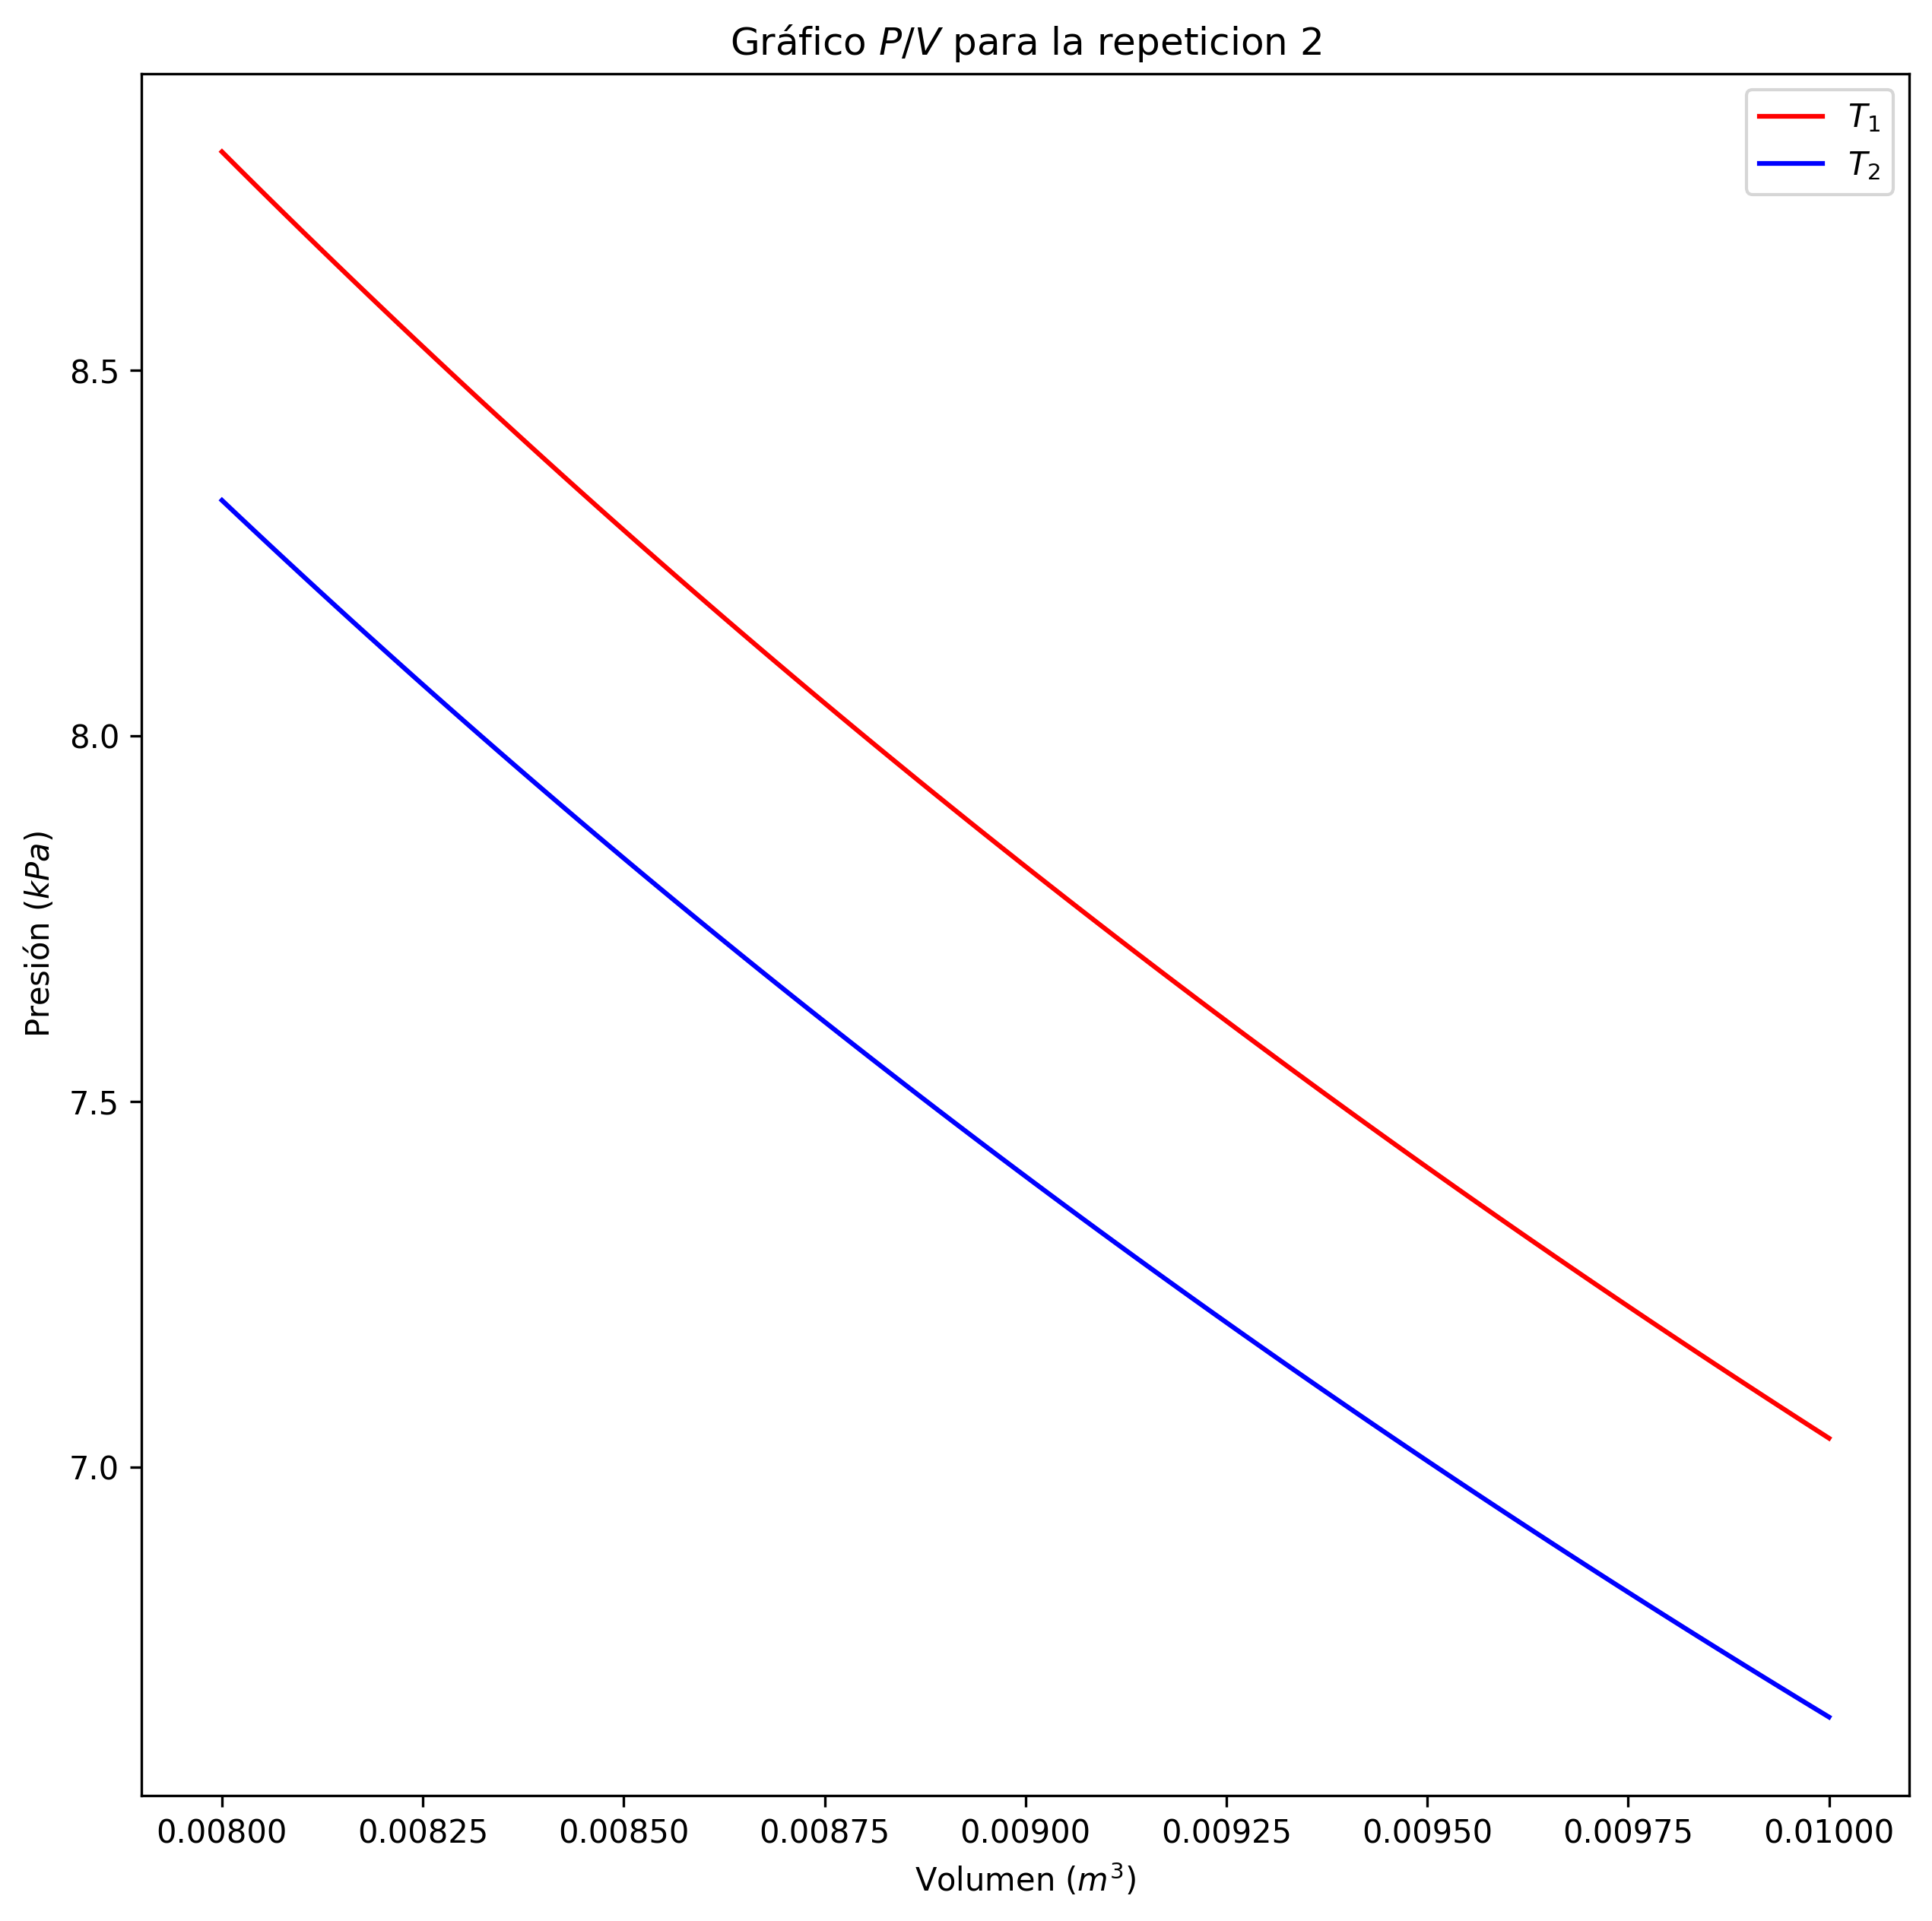 Gráfico P/V para la repeticion 2
T₁
T₂
8.5
8.0
7.5
7.0
Presión (kPa)
0.00800 0.00825 0.00850 0.00875 0.00900 0.00925 0.00950 0.00975 0.01000
Volumen (m³)